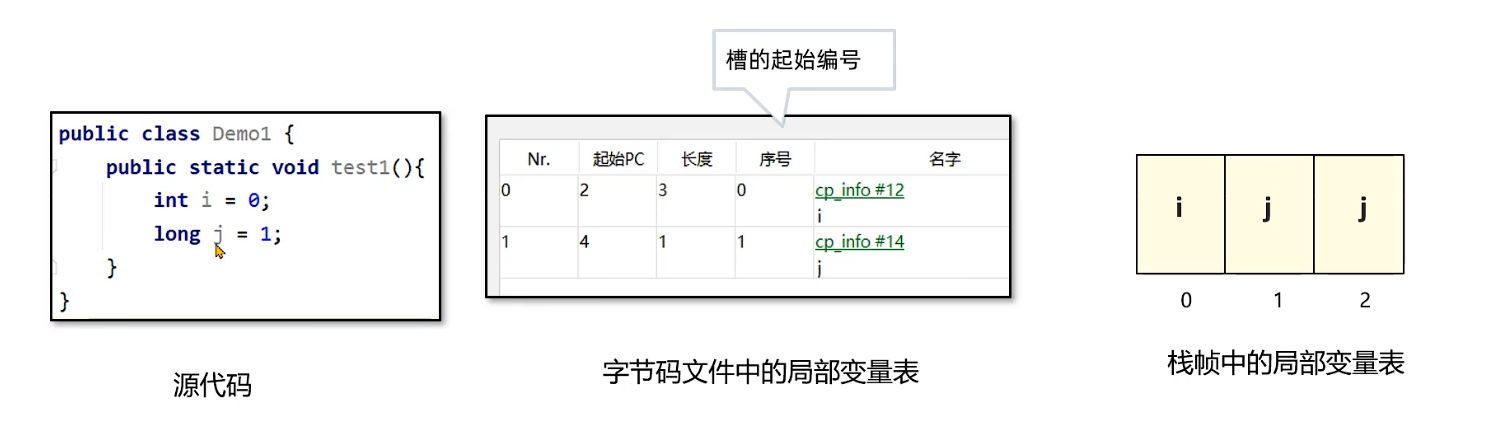 槽的起始编号
public class Demo1 {
public static void test1(){
int i = 0;
long j = 1;
}
}
源代码
Nr. 起始PC 长度 序号 名字
0 2 3 0 cp_info #12
i
1 4 1 1 cp_info #14
j
字节码文件中的局部变量表
i j j
0 1 2
栈帧中的局部变量表